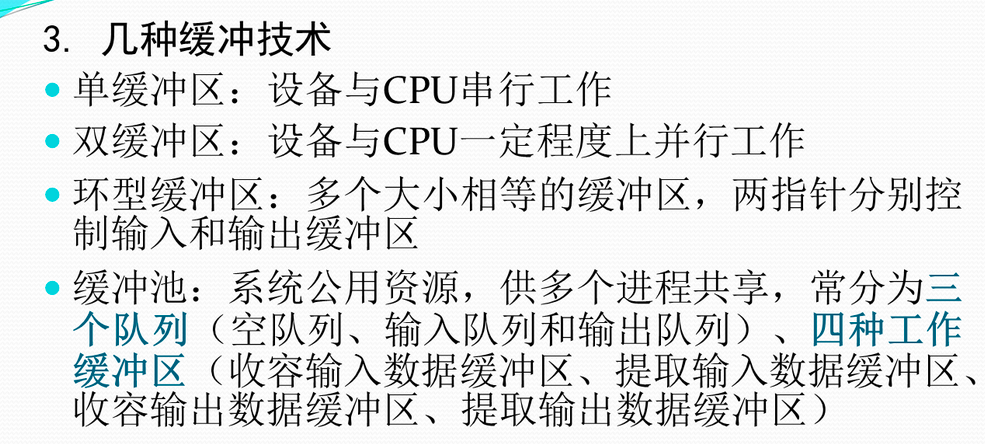 3. 几种缓冲技术
单缓冲区：设备与CPU串行工作
双缓冲区：设备与CPU一定程度上并行工作
环型缓冲区：多个大小相等的缓冲区，两指针分别控
制输入和输出缓冲区
缓冲池：系统公用资源，供多个进程共享，常分为三
个队列（空队列、输入队列和输出队列）、四种工作
缓冲区（收容输入数据缓冲区、提取输入数据缓冲区、
收容输出数据缓冲区、提取输出数据缓冲区）